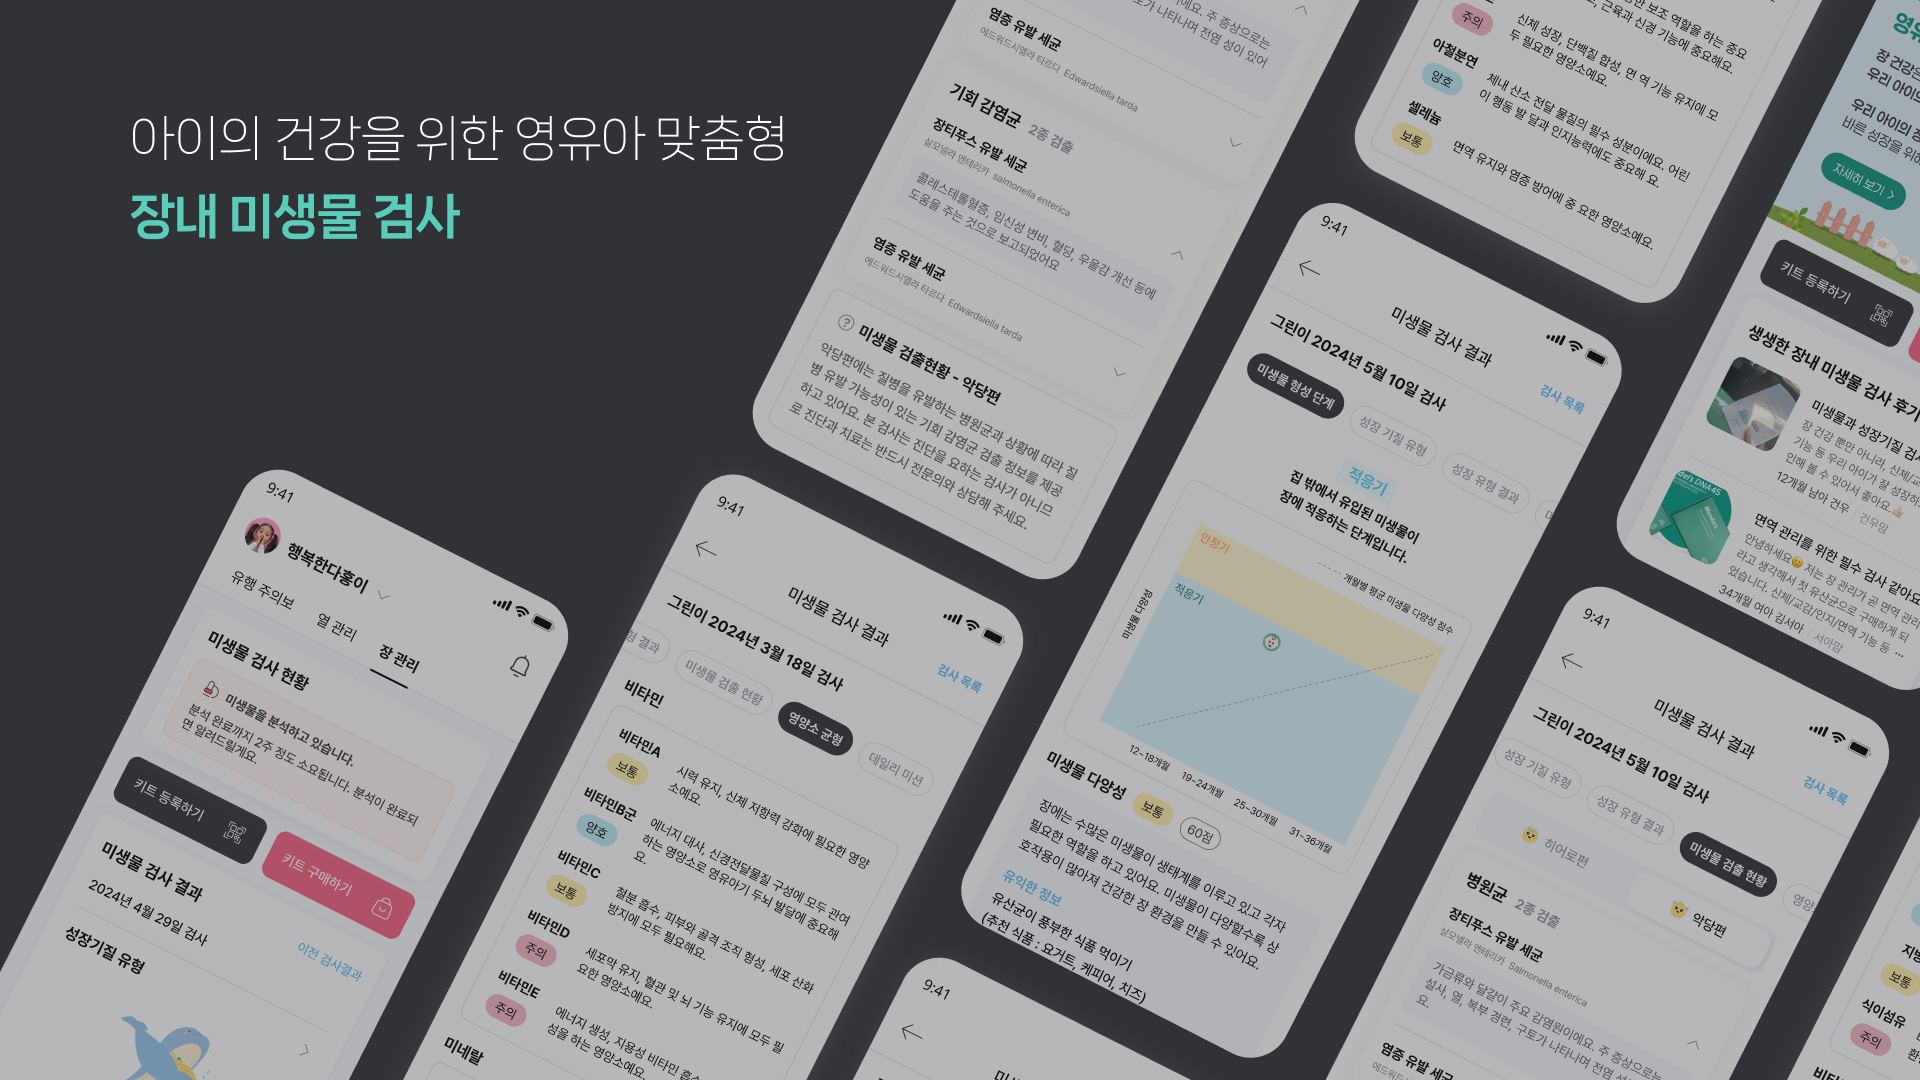 아이의 건강을 위한 영유아 맞춤형
장내 미생물 검사
9:41
행복한다홍이
유행 주의보
열 관리
장 관리
미생물 검사 현황
미생물을 분석하고 있습니다.
분석 완료까지 2주 정도 소요됩니다. 분석이 완료되
면 알려드릴게요.
키트 등록하기
키트 구매하기
미생물 검사 결과
2024년 4월 29일 검사
이전 검사결과
성장기질 유형
9:41
미생물 검사 결과
그린이 2024년 3월 18일 검사
검사 목록
형 결과
미생물 검출 현황
영양소 균형
데일리 미션
비타민
비타민A
보통
시력 유지, 신체 저항력 강화에 필요한 영양
소예요.
비타민B군
양호
에너지 대사, 신경전달물질 구성에 모두 관여
하는 영양소로 영유아기 두뇌 발달에 중요해
요.
비타민C
보통
철분 흡수, 피부와 골격 조직 형성, 세포 산화
방지에 모두 필요해요.
비타민D
주의
세포막 유지, 혈관 및 뇌 기능 유지에 모두 필
요한 영양소예요.
비타민E
주의
에너지 생성, 지용성 비타민 흡수
성을 하는 영양소예요.
미네랄
염증 유발 세균
에드워드시엘라 타르다 Edwardsiella tarda
기회 감염균 2종 검출
장티푸스 유발 세균
살모넬라 엔테리카 salmonella enterica
콜레스테롤혈증, 임신성 변비, 혈당, 우울감 개선 등에
도움을 주는 것으로 보고되었어요
염증 유발 세균
에드워드시엘라 타르다 Edwardsiella tarda
? 미생물 검출현황 - 악당편
악당편에는 질병을 유발하는 병원균과 상황에 따라 질
병 유발 가능성이 있는 기회 감염균 검출 정보를 제공
하고 있어요. 본 검사는 진단을 요하는 검사가 아니므
로 진단과 치료는 반드시 전문의와 상담해 주세요.
9:41
주의
신체 성장, 단백질 합성, 면 역 기능 유지에 모
두 필요한 영양소예요.
아철분연
양호
체내 산소 전달 물질의 필수 성분이에요. 어린
이 행동 발 달과 인지능력에도 중요해 요.
셀레늄
보통
면역 유지와 염증 방어에 중 요한 영양소예요.
9:41
미생물 검사 결과
그린이 2024년 5월 10일 검사
검사 목록
미생물 형성 단계
성장 기질 유형
성장 유형 결과
적응기
집 밖에서 유입된 미생물이
장에 적응하는 단계입니다.
개월별 평균 미생물 다양성 점수
안정기
적응기
미생물 다양성
12~18개월
19~24개월
25~30개월
31~36개월
미생물 다양성
보통
60점
장에는 수많은 미생물이 생태계를 이루고 있고 각자
필요한 역할을 하고 있어요. 미생물이 다양할수록 상
호작용이 많아져 건강한 장 환경을 만들 수 있어요.
유익한 정보
유산균이 풍부한 식품 먹이기
(추천 식품 : 요거트, 케피어, 치즈)
자세히 보기
키트 등록하기
생생한 장내 미생물 검사 후기
미생물과 성장기질 검사
12개월 남아 건우
건우맘
면역 관리를 위한 필수 검사 같아요
34개월 여아 김서아
서아맘
9:41
미생물 검사 결과
그린이 2024년 5월 10일 검사
검사 목록
성장 기질 유형
성장 유형 결과
미생물 검출 현황
영양
히어로편
악당편
병원균 2종 검출
장티푸스 유발 세균
살모넬라 엔테리카 Salmonella enterica
가금류와 달걀이 주요 감염원이에요. 주 증상으로는
설사, 열, 복부 경련, 구토가 나타나며 전염 성
요.
염증 유발 세균
보통
식이섬유
주의